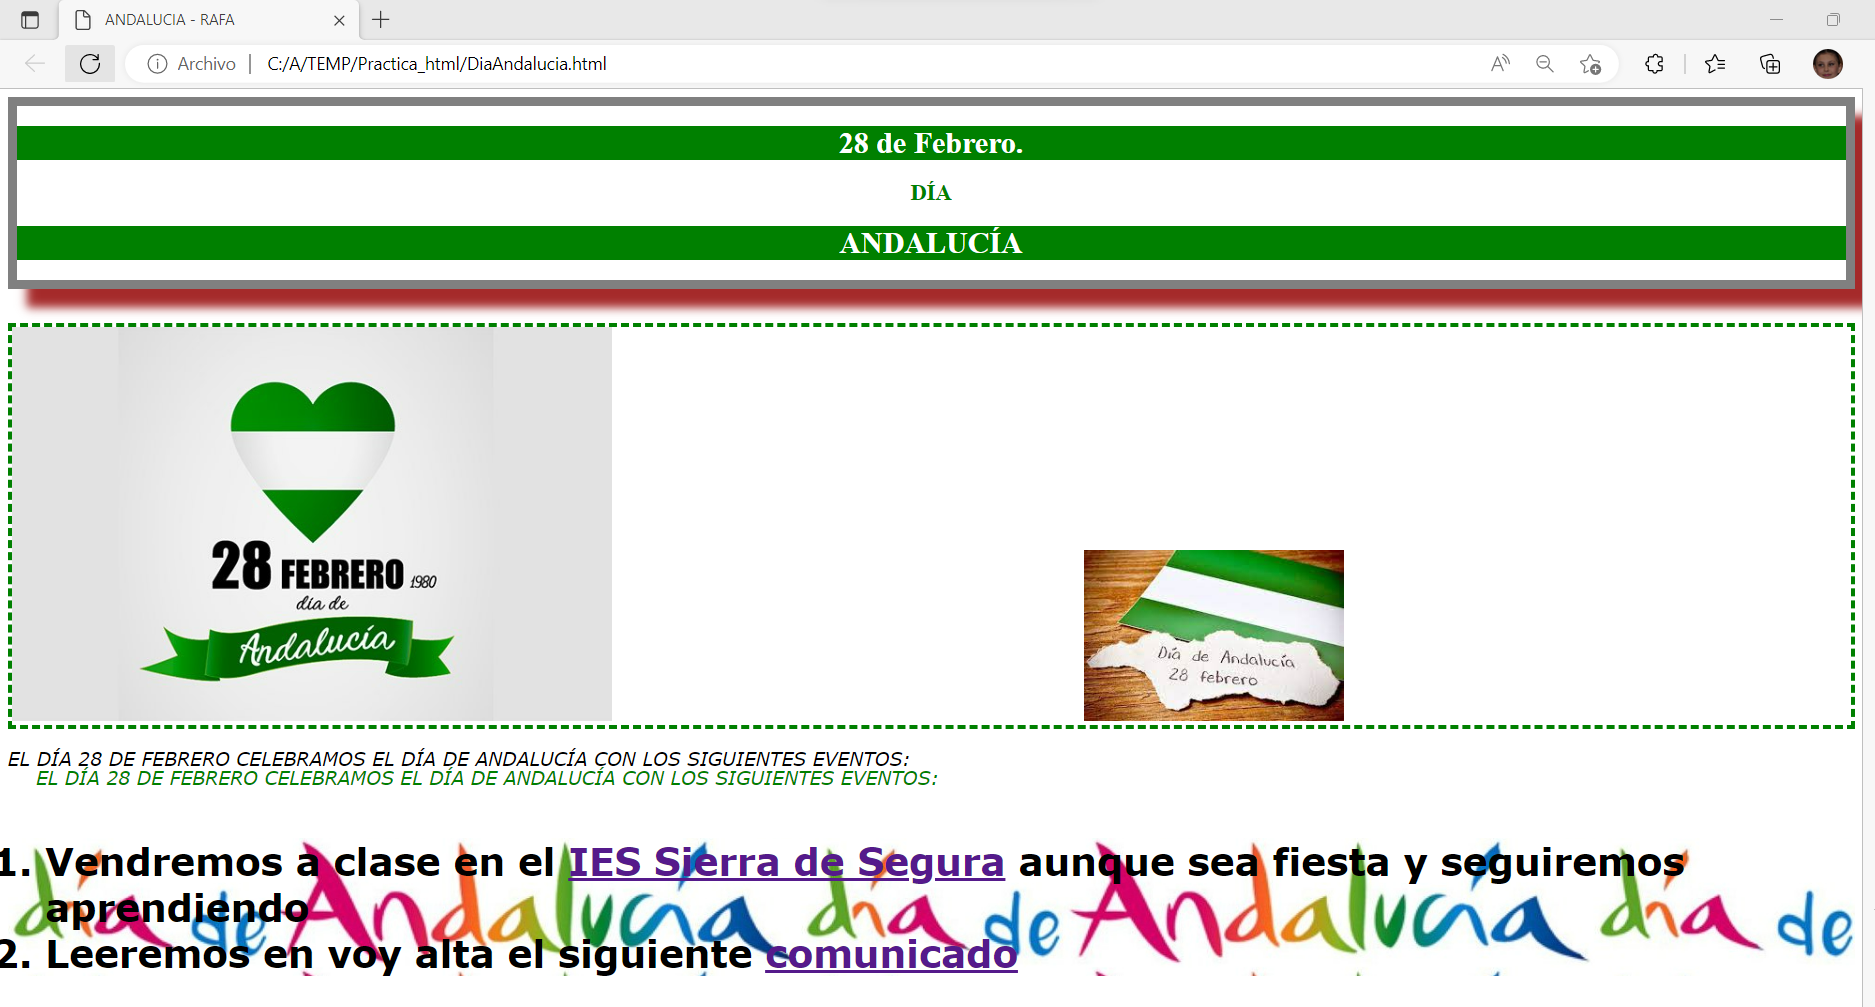 ANDALUCIA - RAFA
Archivo | C:/A/TEMP/Practica_html/DiaAndalucia.html
28 de Febrero.
DÍA
ANDALUCÍA
28 FEBRERO 1980
día de
Andalucía
Día de Andalucía
28 febrero
EL DÍA 28 DE FEBRERO CELEBRAMOS EL DÍA DE ANDALUCÍA CON LOS SIGUIENTES EVENTOS:
EL DÍA 28 DE FEBRERO CELEBRAMOS EL DÍA DE ANDALUCÍA CON LOS SIGUIENTES EVENTOS:
1. Vendremos a clase en el IES Sierra de Segura aunque sea fiesta y seguiremos
aprendiendo
2. Leeremos en voy alta el siguiente comunicado
día de Andalucía día de Andalucía día de